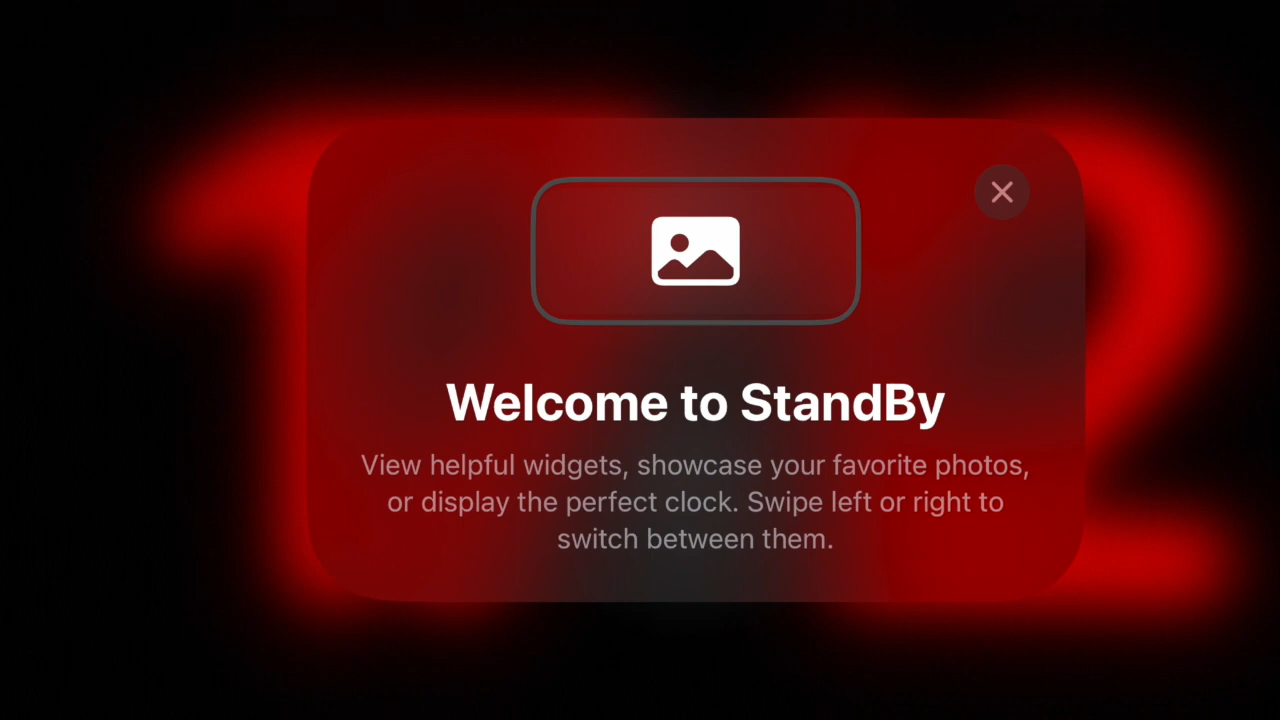 Welcome to StandBy
View helpful widgets, showcase your favorite photos,
or display the perfect clock. Swipe left or right to
switch between them.